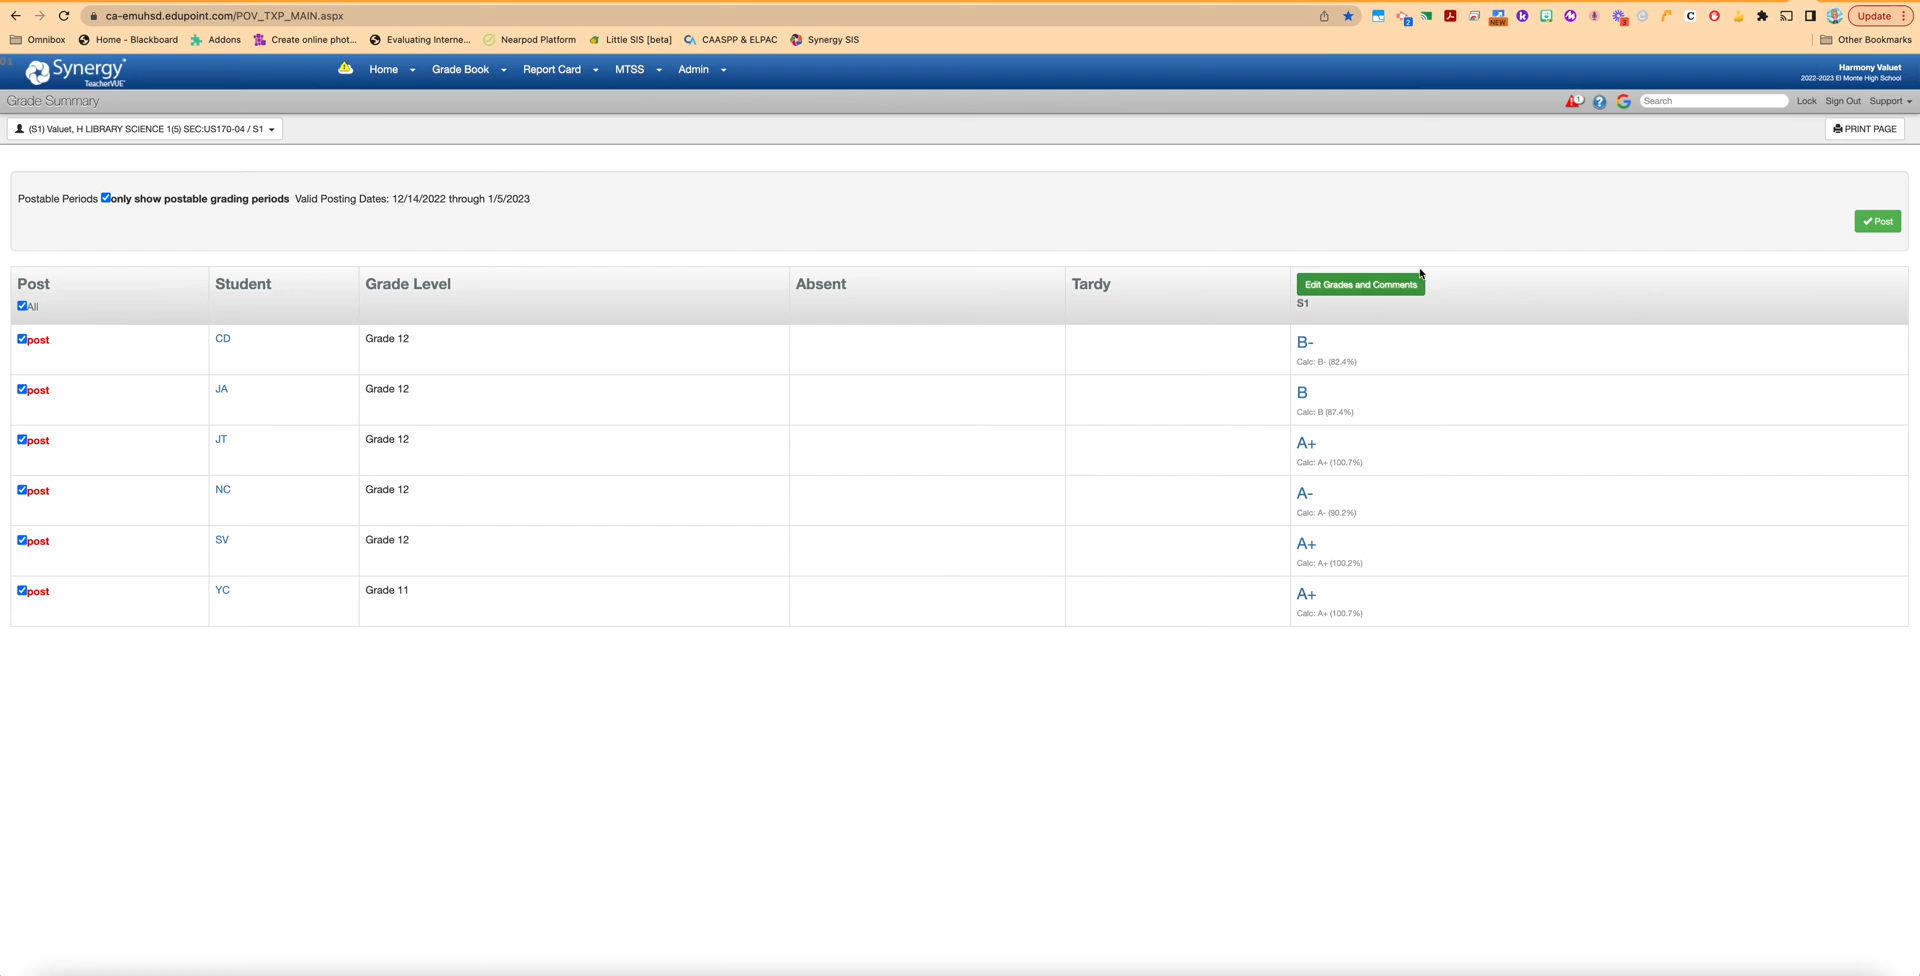 ca-emuhsd.edupoint.com/POV_TXP_MAIN.aspx
2
NEW
3
Update
Omnibox
Home - Blackboard
Addons
Create online phot...
Evaluating Interne...
Nearpod Platform
Little SIS [beta]
CAASPP & ELPAC
Synergy SIS
Other Bookmarks
Synergy
TeacherVUE
Home
Grade Book
Report Card
MTSS
Admin
Harmony Valuet
2022-2023 El Monte High School
Grade Summary
Search
Lock
Sign Out
Support
(S1) Valuet, H LIBRARY SCIENCE 1(5) SEC:US170-04 / S1
PRINT PAGE
Postable Periods only show postable grading periods Valid Posting Dates: 12/14/2022 through 1/5/2023
Post
Post
Student
Grade Level
Absent
Tardy
Edit Grades and Comments
All
S1
post
CD
Grade 12
B-
Calc: B- (82.4%)
post
JA
Grade 12
B
Calc: B (87.4%)
post
JT
Grade 12
A+
Calc: A+ (100.7%)
post
NC
Grade 12
A-
Calc: A- (90.2%)
post
SV
Grade 12
A+
Calc: A+ (100.2%)
post
YC
Grade 11
A+
Calc: A+ (100.7%)